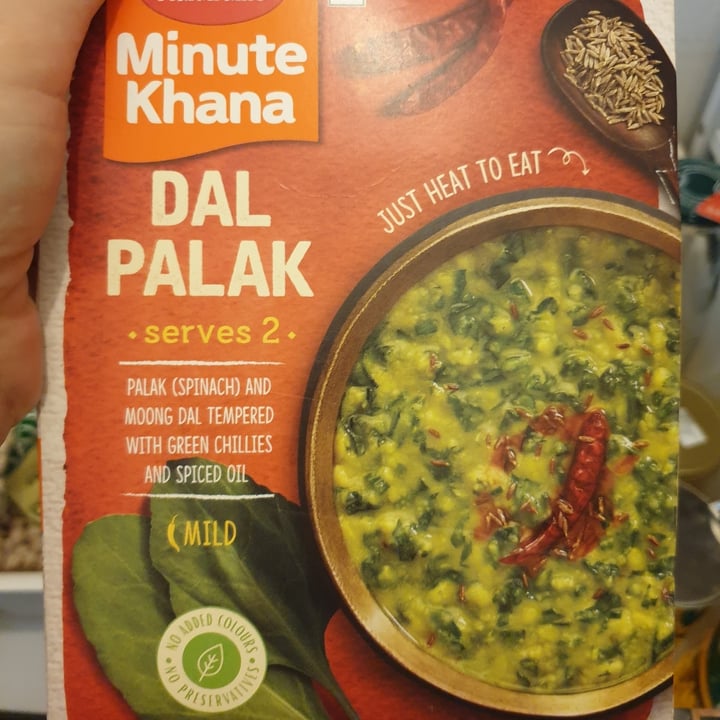 Minute
Khana
DAL
PALAK
serves 2
JUST HEAT TO EAT
PALAK (SPINACH) AND
MOONG DAL TEMPERED
WITH GREEN CHILLIES
AND SPICED OIL
MILD
NO ADDED COLOURS
NO PRESERVATIVES